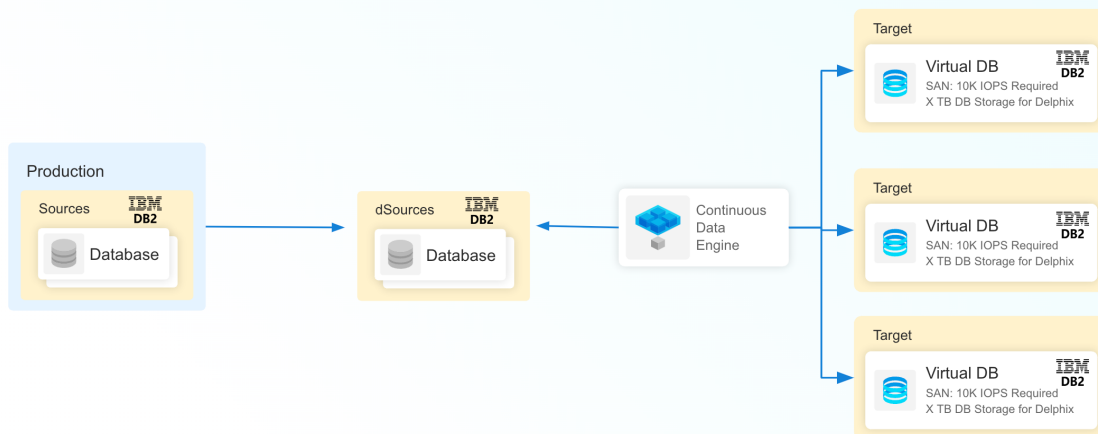 Production
Sources
IBM
DB2
Database
dSources
IBM
DB2
Database
Continuous
Data
Engine
Target
IBM
DB2
Virtual DB
SAN: 10K IOPS Required
X TB DB Storage for Delphix
Target
IBM
DB2
Virtual DB
SAN: 10K IOPS Required
X TB DB Storage for Delphix
Target
IBM
DB2
Virtual DB
SAN: 10K IOPS Required
X TB DB Storage for Delphix